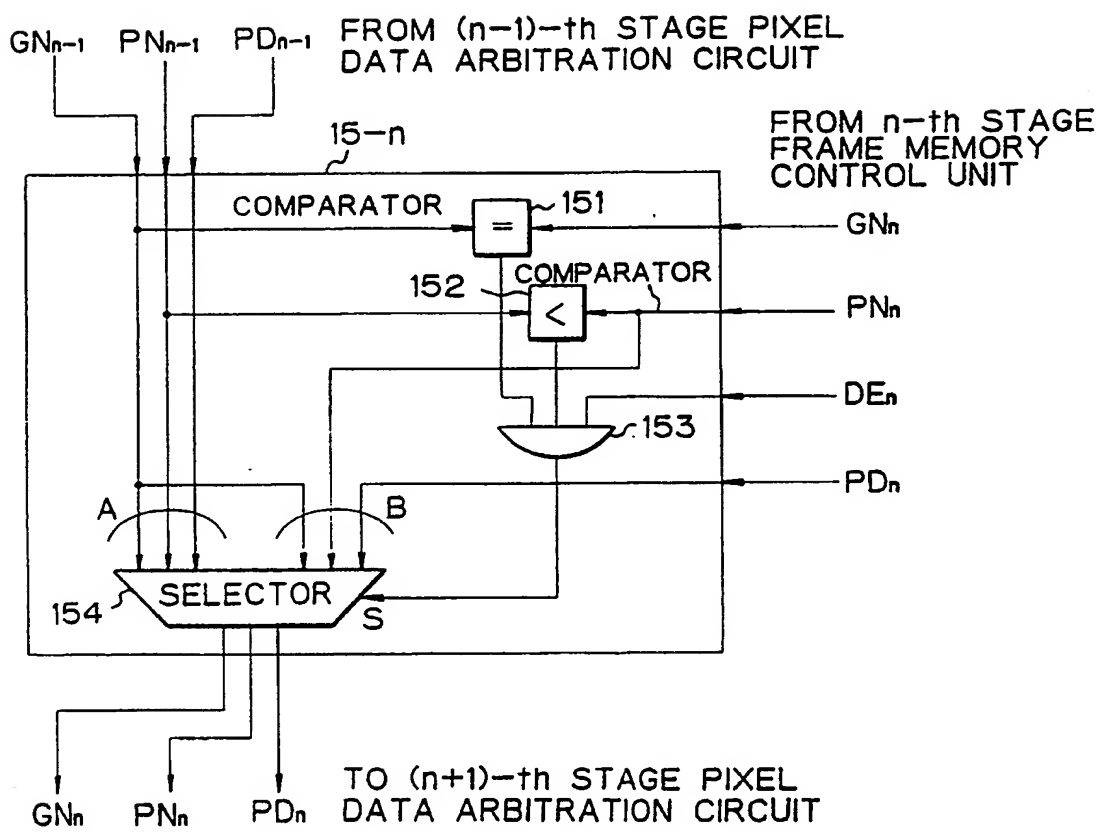 GNn-1 PNn-1 PDn-1 FROM (n-1)-th STAGE PIXEL
DATA ARBITRATION CIRCUIT
FROM n-th STAGE
FRAME MEMORY
CONTROL UNIT
15-n
COMPARATOR
=
151
GNn
COMPARATOR
152
<
PNn
DEn
153
PDn
A
B
SELECTOR
154
S
GNn PNn PDn
TO (n+1)-th STAGE PIXEL
DATA ARBITRATION CIRCUIT